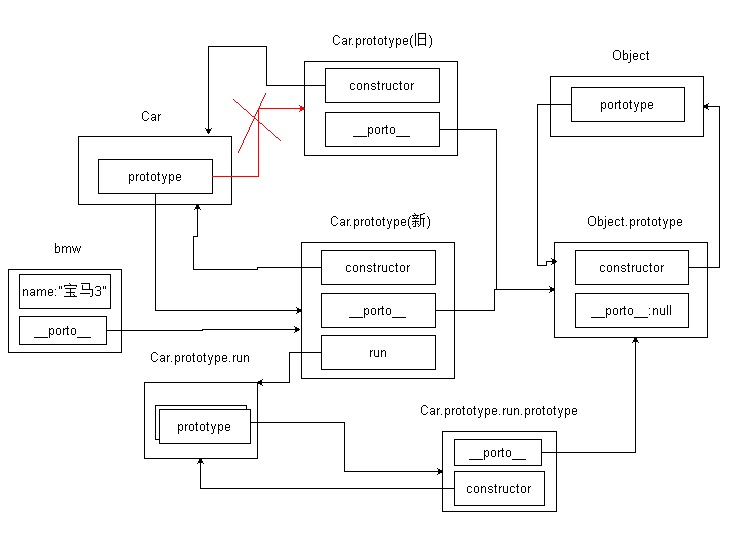 Car.prototype(旧)
constructor
__porto__
Object
portotype
Car
prototype
Car.prototype(新)
constructor
__porto__
run
Object.prototype
constructor
__porto__:null
bmw
name:"宝马3"
__porto__
Car.prototype.run
prototype
Car.prototype.run.prototype
__porto__
constructor